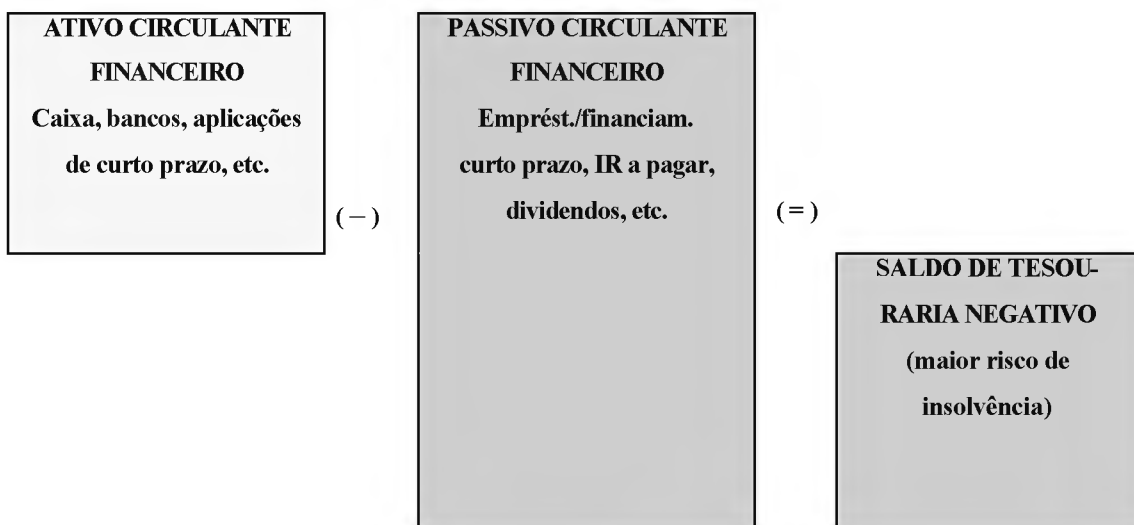 ATIVO CIRCULANTE
FINANCEIRO
Caixa, bancos, aplicações
de curto prazo, etc.
( – )
PASSIVO CIRCULANTE
FINANCEIRO
Emprést./financiam.
curto prazo, IR a pagar,
dividendos, etc.
( = )
SALDO DE TESOU-
RARIA NEGATIVO
(maior risco de
insolvência)